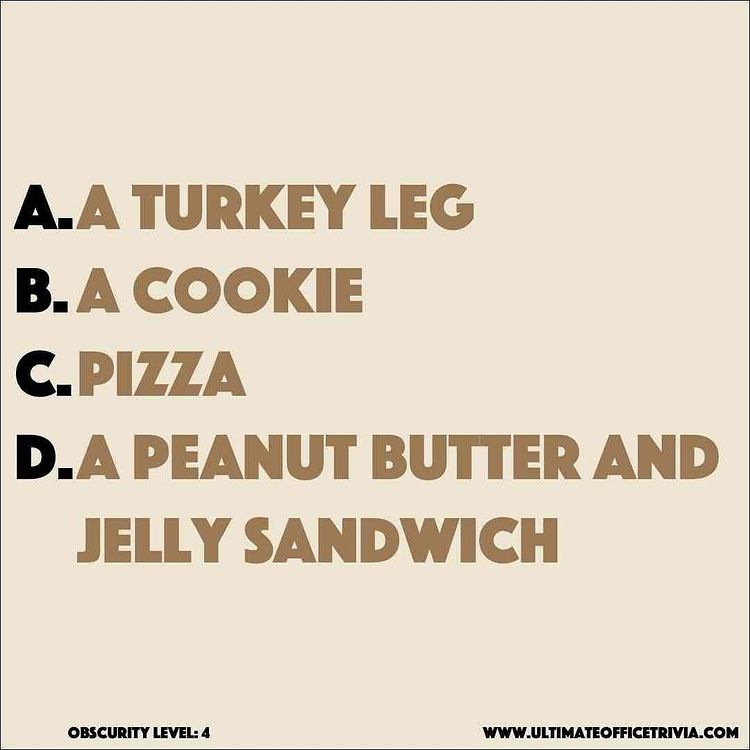 A. A TURKEY LEG
B. A COOKIE
C. PIZZA
D. A PEANUT BUTTER AND
JELLY SANDWICH
OBSCURITY LEVEL: 4
WWW.ULTIMATEOFFICETRIVIA.COM